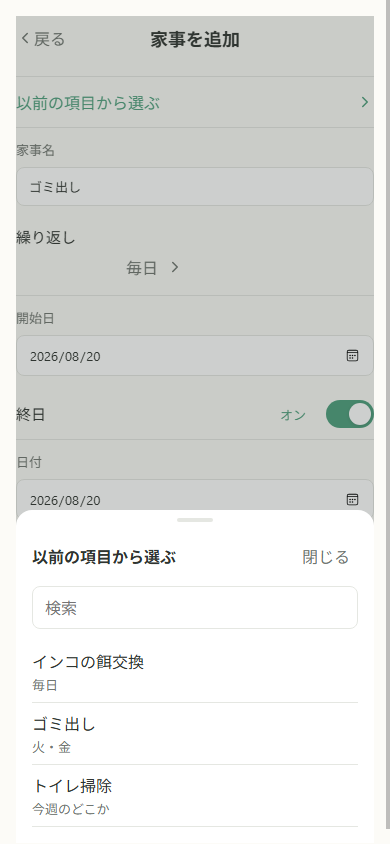 戻る
家事を追加
以前の項目から選ぶ
家事名
ゴミ出し
繰り返し
毎日
開始日
2026/08/20
終日
オン
日付
2026/08/20
以前の項目から選ぶ
閉じる
検索
インコの餌交換
毎日
ゴミ出し
火・金
トイレ掃除
今週のどこか